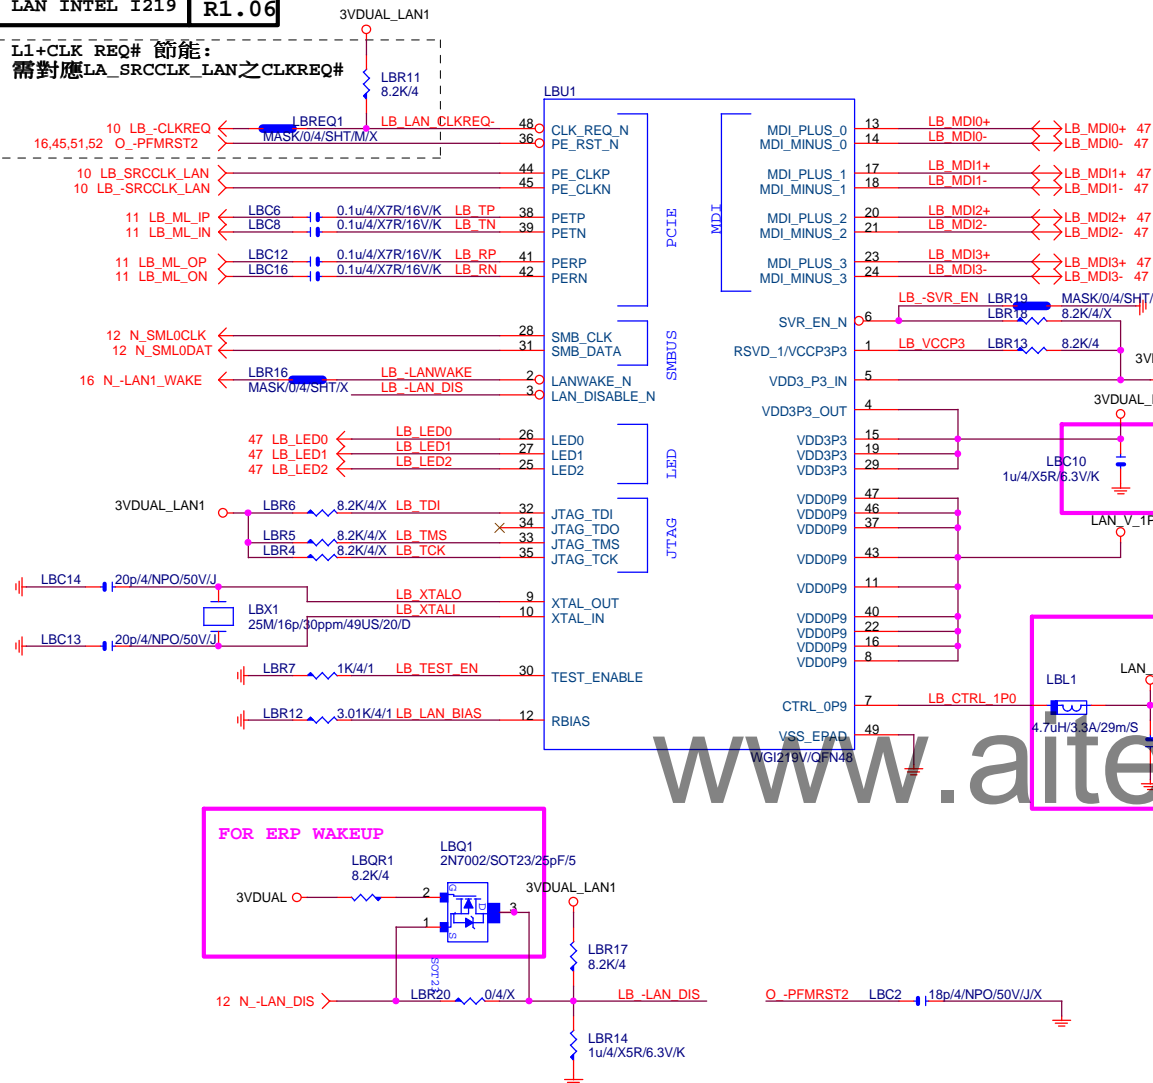 LAN INTEL I219 R1.06
3VDUAL_LAN1
L1+CLK REQ# 節能:
需對應LA_SRCCLK_LAN之CLKREQ#
LBR11
8.2K/4
LBU1
10 LB_-CLKREQ LBREQ1 LB_LAN_CLKREQ- 48 CLK_REQ_N
MASK/0/4/SHT/M/X
16,45,51,52 O_-PFMRST2 36 PE_RST_N
10 LB_SRCCLK_LAN 44 PE_CLKP
10 LB_-SRCCLK_LAN 45 PE_CLKN
11 LB_ML_IP LBC6 0.1u/4/X7R/16V/K LB_TP 38 PETP
11 LB_ML_IN LBC8 0.1u/4/X7R/16V/K LB_TN 39 PETN
11 LB_ML_OP LBC12 0.1u/4/X7R/16V/K LB_RP 41 PERP
11 LB_ML_ON LBC16 0.1u/4/X7R/16V/K LB_RN 42 PERN
PCIE
12 N_SML0CLK 28 SMB_CLK
12 N_SML0DAT 31 SMB_DATA
SMBUS
16 N_-LAN1_WAKE LBR16 LB_-LANWAKE 2 LANWAKE_N
MASK/0/4/SHT/X LB_-LAN_DIS 3 LAN_DISABLE_N
47 LB_LED0 LB_LED0 26 LED0
47 LB_LED1 LB_LED1 27 LED1
47 LB_LED2 LB_LED2 25 LED2
LED
3VDUAL_LAN1 LBR6 8.2K/4/X LB_TDI 32 JTAG_TDI
34 JTAG_TDO
LBR5 8.2K/4/X LB_TMS 33 JTAG_TMS
LBR4 8.2K/4/X LB_TCK 35 JTAG_TCK
JTAG
LBC14 20p/4/NPO/50V/J
LB_XTALO 9 XTAL_OUT
LBX1 LB_XTALI 10 XTAL_IN
25M/16p/30ppm/49US/20/D
LBC13 20p/4/NPO/50V/J
LBR7 1K/4/1 LB_TEST_EN 30 TEST_ENABLE
LBR12 3.01K/4/1 LB_LAN_BIAS 12 RBIAS
MDI
MDI_PLUS_0 13 LB_MDI0+ LB_MDI0+ 47
MDI_MINUS_0 14 LB_MDI0- LB_MDI0- 47
MDI_PLUS_1 17 LB_MDI1+ LB_MDI1+ 47
MDI_MINUS_1 18 LB_MDI1- LB_MDI1- 47
MDI_PLUS_2 20 LB_MDI2+ LB_MDI2+ 47
MDI_MINUS_2 21 LB_MDI2- LB_MDI2- 47
MDI_PLUS_3 23 LB_MDI3+ LB_MDI3+ 47
MDI_MINUS_3 24 LB_MDI3- LB_MDI3- 47
LB_-SVR_EN LBR19 MASK/0/4/SHT/
SVR_EN_N 6 LBR18 8.2K/4/X
RSVD_1/VCCP3P3 1 LB_VCCP3 LBR13 8.2K/4
VDD3_P3_IN 5
VDD3P3_OUT 4
VDD3P3 15
VDD3P3 19
VDD3P3 29
LBC10
1u/4/X5R/6.3V/K
VDD0P9 47
VDD0P9 46
VDD0P9 37
VDD0P9 43
VDD0P9 11
VDD0P9 40
VDD0P9 22
VDD0P9 16
VDD0P9 8
CTRL_0P9 7 LB_CTRL_1P0 LBL1
4.7uH/3.3A/29m/S
VSS_EPAD 49
WGI219V/QFN48
www.aite
FOR ERP WAKEUP
LBQ1
2N7002/SOT23/25pF/5
LBQR1
8.2K/4
3VDUAL 2 G D S 1 3
SOT23
3VDUAL_LAN1
LBR17
8.2K/4
12 N_-LAN_DIS LBR20 0/4/X LB_-LAN_DIS
LBR14
1u/4/X5R/6.3V/K
O_-PFMRST2 LBC2 18p/4/NPO/50V/J/X